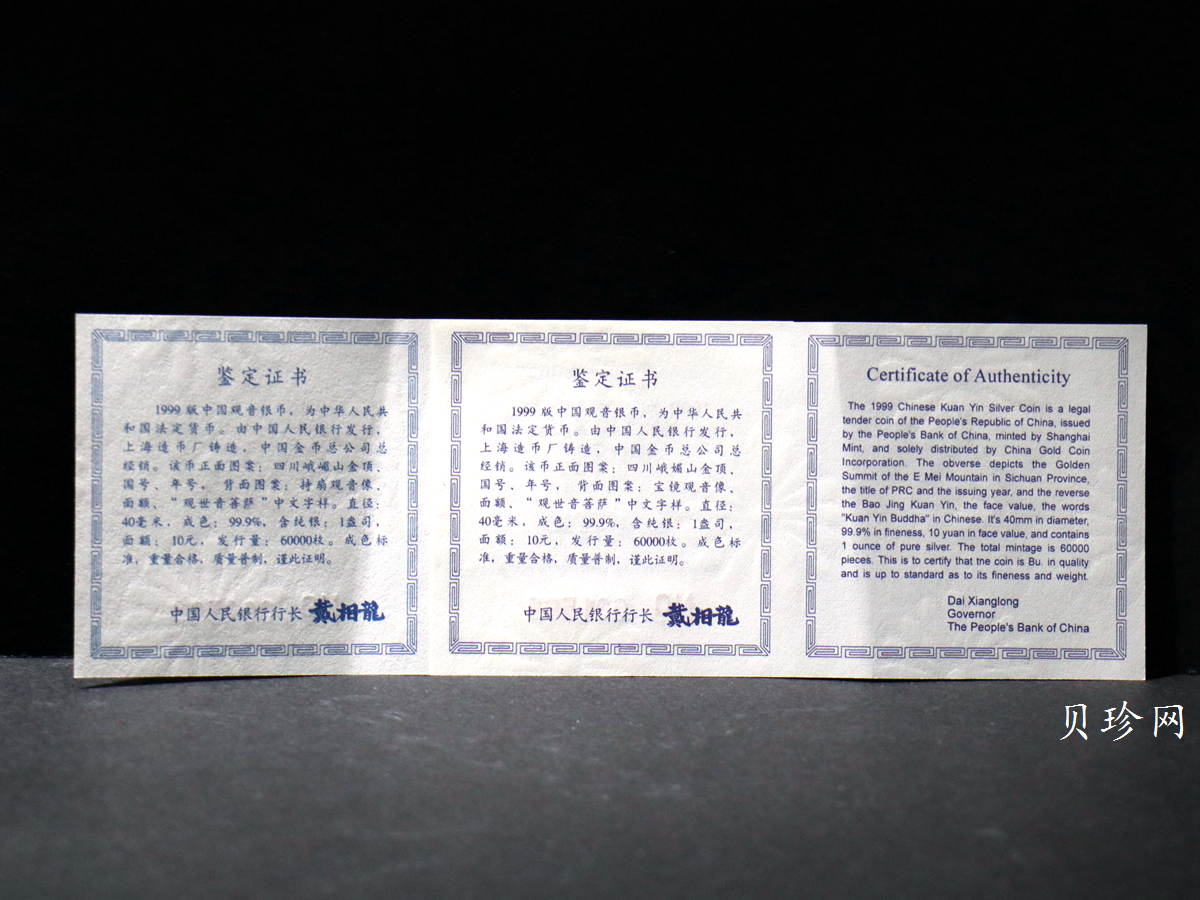 鉴定证书
1999 版中国观音银币，为中华人民共
和国法定货币。由中国人民银行发行，
上海造币厂铸造，中国金币总公司总
经销。该币正面图案：四川峨嵋山金顶、
国号、年号，背面图案：持扇观音像、
面额、“观世音菩萨”中文字样。直径：
40毫米，成色：99.9%，含纯银：1盎司，
面额：10元，发行量：60000枚。成色标
准，重量合格，质量普制，谨此证明。
中国人民银行行长 戴相龍
鉴定证书
1999 版中国观音银币，为中华人民共
和国法定货币。由中国人民银行发行，
上海造币厂铸造，中国金币总公司总
经销。该币正面图案：四川峨嵋山金顶、
国号、年号，背面图案：宝镜观音像、
面额、“观世音菩萨”中文字样。直径：
40毫米，成色：99.9%，含纯银：1盎司，
面额：10元，发行量：60000枚。成色标
准，重量合格，质量普制，谨此证明。
中国人民银行行长 戴相龍
Certificate of Authenticity
The 1999 Chinese Kuan Yin Silver Coin is a legal
tender coin of the People's Republic of China, issued
by the People's Bank of China, minted by Shanghai
Mint, and solely distributed by China Gold Coin
Incorporation. The obverse depicts the Golden
Summit of the E Mei Mountain in Sichuan Province,
the title of PRC and the issuing year, and the reverse
the Bao Jing Kuan Yin, the face value, the words
"Kuan Yin Buddha" in Chinese. It's 40mm in diameter,
99.9% in fineness, 10 yuan in face value, and contains
1 ounce of pure silver. The total mintage is 60000
pieces. This is to certify that the coin is Bu. in quality
and is up to standard as to its fineness and weight.
Dai Xianglong
Governor
The People's Bank of China
贝珍网